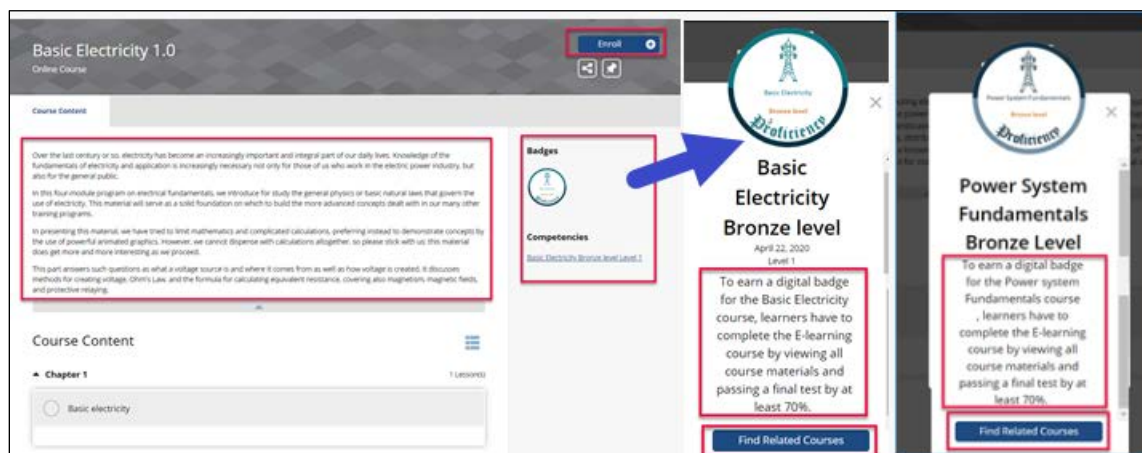 Basic Electricity 1.0
Online Course
Enroll
Course Content
Over the last century or so, electricity has become an increasingly important and integral part of our daily lives. Knowledge of the
fundamentals of electricity and application is increasingly necessary not only for those of us who work in the electric power industry, but
also for the general public.
In this four-module program on electrical fundamentals, we introduce for study the general physics or basic natural laws that govern the
use of electricity. This material will serve as a solid foundation on which to build the more advanced concepts dealt with in our many other
training programs.
In presenting this material, we have tried to limit mathematics and complicated calculations, preferring instead to demonstrate concepts by
the use of powerful animated graphics. However, we cannot dispense with calculations altogether, so please stick with us: this material
does get more and more interesting as we proceed.
This part answers such questions as what a voltage source is and where it comes from as well as how voltage is created. It discusses
methods for creating voltage, Ohm's Law, and the formula for calculating equivalent resistance, covering also magnetism, magnetic fields,
and protective relaying.
Course Content
Chapter 1
1 Lesson(s)
Basic electricity
Badges
Competencies
Basic Electricity Bronze level Level 1
Basic Electricity
Bronze level
Proficiency
Basic
Electricity
Bronze level
April 22, 2020
Level 1
To earn a digital badge
for the Basic Electricity
course, learners have to
complete the E-learning
course by viewing all
course materials and
passing a final test by at
least 70%.
Find Related Courses
Power System Fundamentals
Bronze level
Proficiency
Power System
Fundamentals
Bronze Level
To earn a digital badge
for the Power system
Fundamentals course
, learners have to
complete the E-learning
course by viewing all
course materials and
passing a final test by at
least 70%.
Find Related Courses